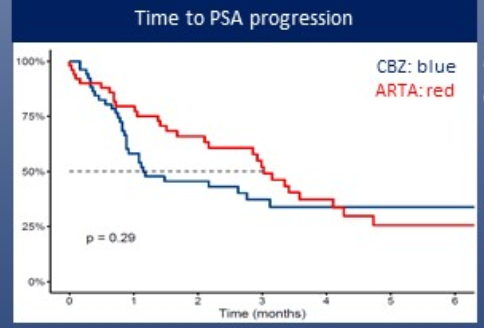 Time to PSA progression
CBZ: blue
ARTA: red
100%
75%
50%
25%
0%
p = 0.29
0 1 2 3 4 5 6
Time (months)